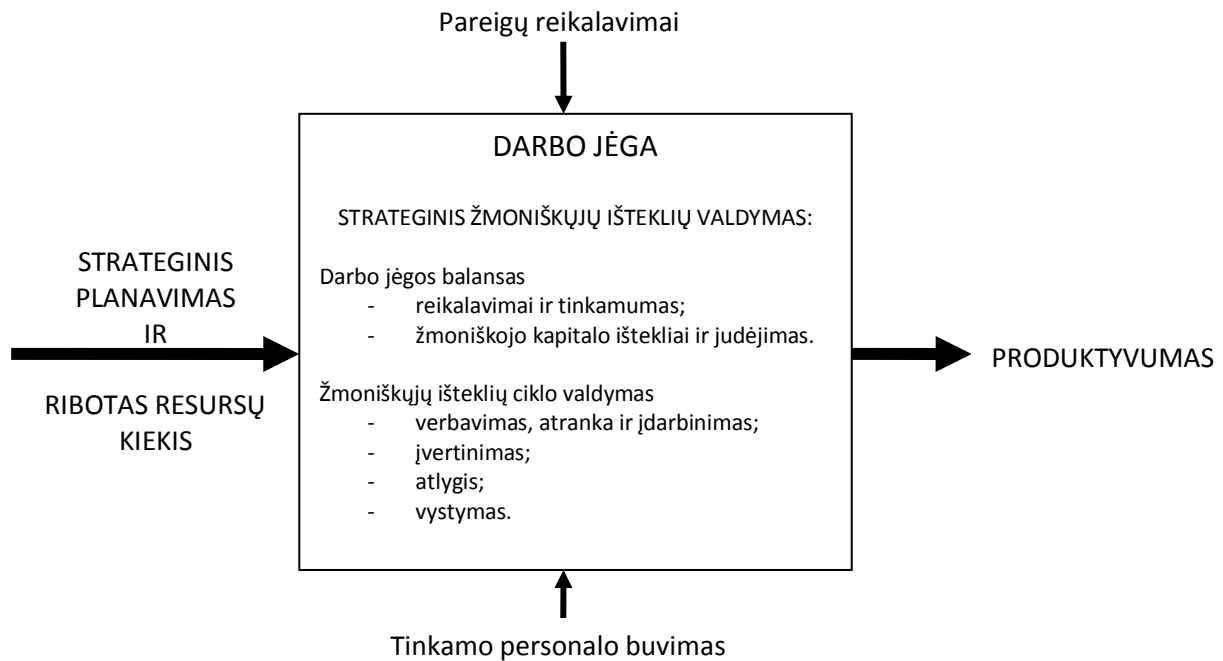 Pareigų reikalavimai
DARBO JĖGA
STRATEGINIS ŽMONIŠKŲJŲ IŠTEKLIŲ VALDYMAS:
Darbo jėgos balansas
- reikalavimai ir tinkamumas;
- žmoniškojo kapitalo ištekliai ir judėjimas.
Žmoniškųjų išteklių ciklo valdymas
- verbavimas, atranka ir įdarbinimas;
- įvertinimas;
- atlygis;
- vystymas.
STRATEGINIS
PLANAVIMAS
IR
RIBOTAS RESURSŲ
KIEKIS
PRODUKTYVUMAS
Tinkamo personalo buvimas